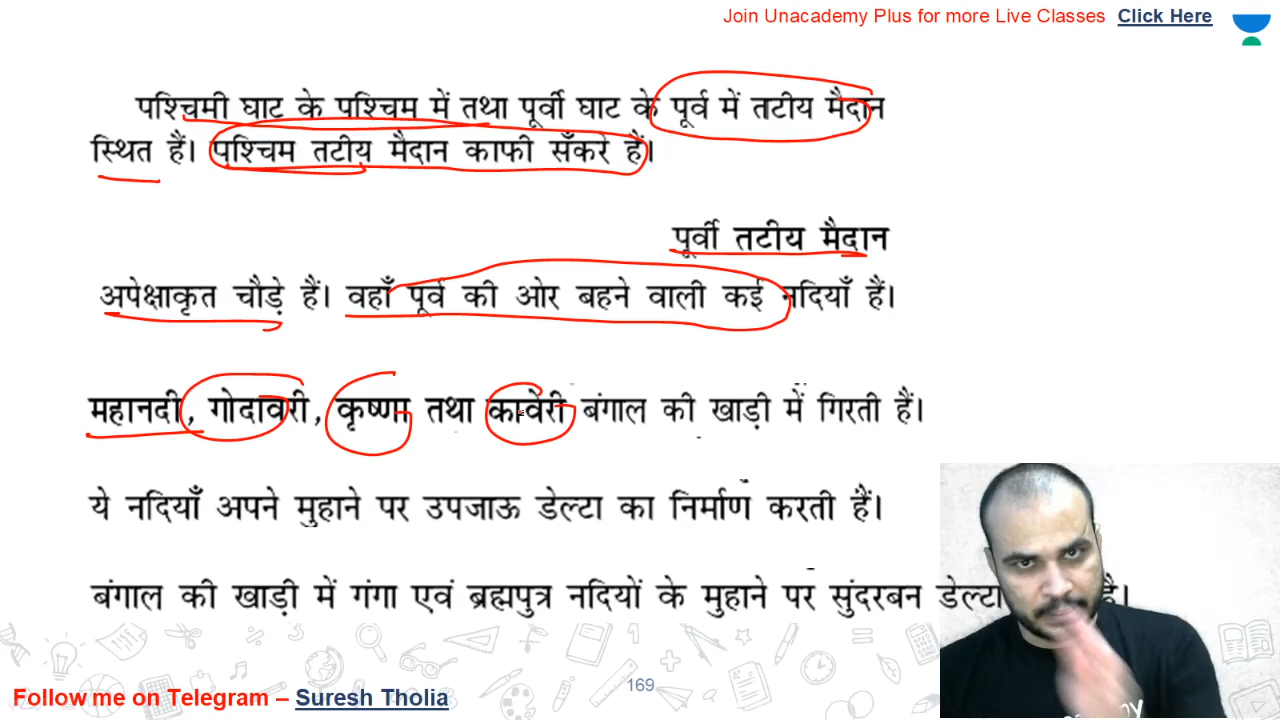 Join Unacademy Plus for more Live Classes Click Here
पश्चिमी घाट के पश्चिम में तथा पूर्वी घाट के पूर्व में तटीय मैदान
स्थित हैं। पश्चिम तटीय मैदान काफी सँकरे हैं।
पूर्वी तटीय मैदान
अपेक्षाकृत चौड़े हैं। वहाँ पूर्व की ओर बहने वाली कई नदियाँ हैं।
महानदी, गोदावरी, कृष्णा तथा कावेरी बंगाल की खाड़ी में गिरती हैं।
ये नदियाँ अपने मुहाने पर उपजाऊ डेल्टा का निर्माण करती हैं।
बंगाल की खाड़ी में गंगा एवं ब्रह्मपुत्र नदियों के मुहाने पर सुंदरबन डेल्टा है।
169
Follow me on Telegram – Suresh Tholia